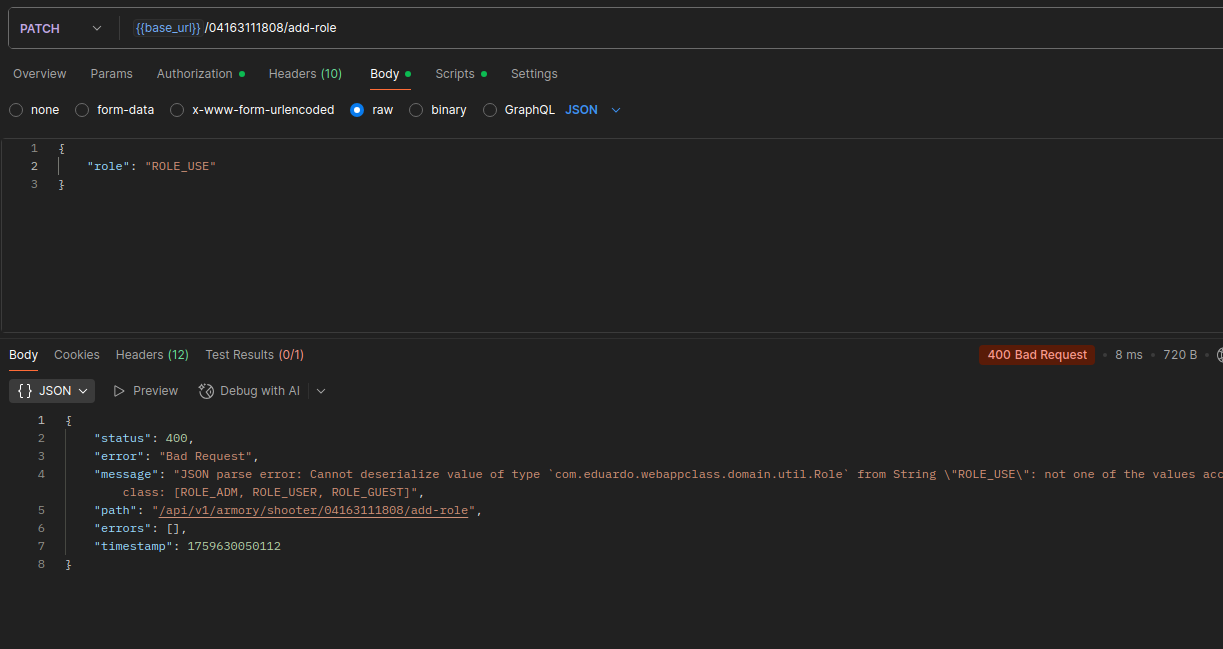 PATCH {{base_url}}/04163111808/add-role
Overview Params Authorization Headers (10) Body Scripts Settings
none form-data x-www-form-urlencoded raw binary GraphQL JSON
1 {
2 "role": "ROLE_USE"
3 }
Body Cookies Headers (12) Test Results (0/1) 400 Bad Request 8 ms 720 B
{} JSON Preview Debug with AI
1 {
2 "status": 400,
3 "error": "Bad Request",
4 "message": "JSON parse error: Cannot deserialize value of type `com.eduardo.webappclass.domain.util.Role` from String \"ROLE_USE\": not one of the values acc
class: [ROLE_ADM, ROLE_USER, ROLE_GUEST]",
5 "path": "/api/v1/armory/shooter/04163111808/add-role",
6 "errors": [],
7 "timestamp": 1759630050112
8 }